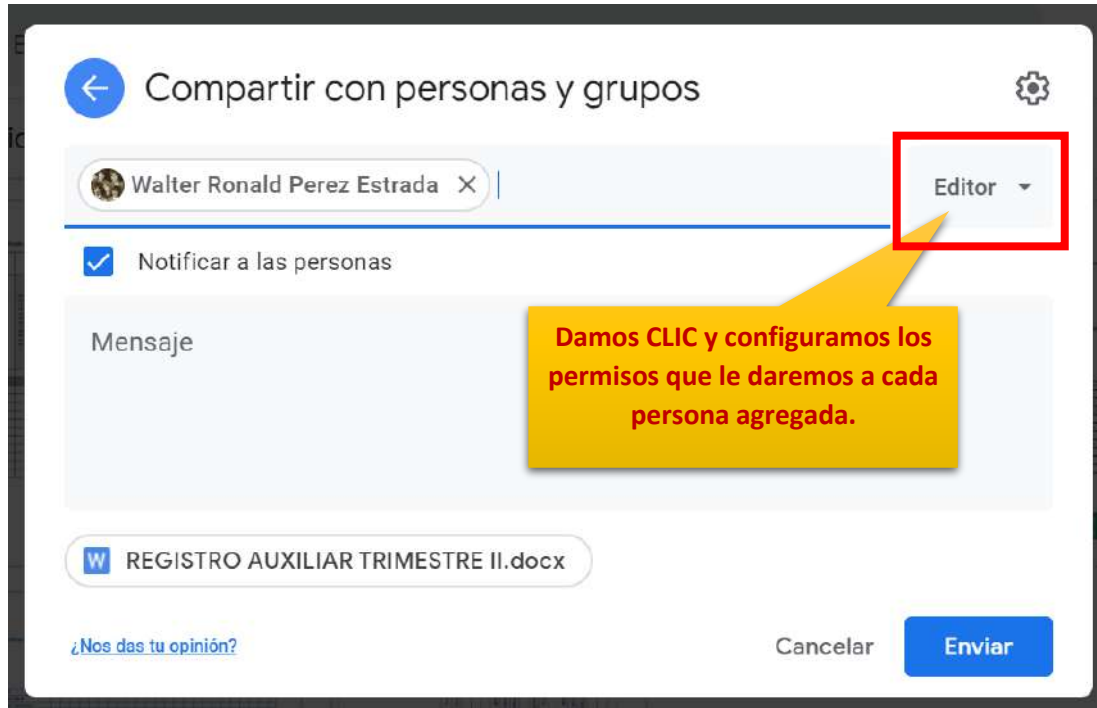 Compartir con personas y grupos
Walter Ronald Perez Estrada
Editor
Notificar a las personas
Mensaje
Damos CLIC y configuramos los
permisos que le daremos a cada
persona agregada.
W REGISTRO AUXILIAR TRIMESTRE II.docx
¿Nos das tu opinión?
Cancelar
Enviar